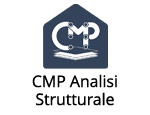 CMP
CMP Analisi
Strutturale